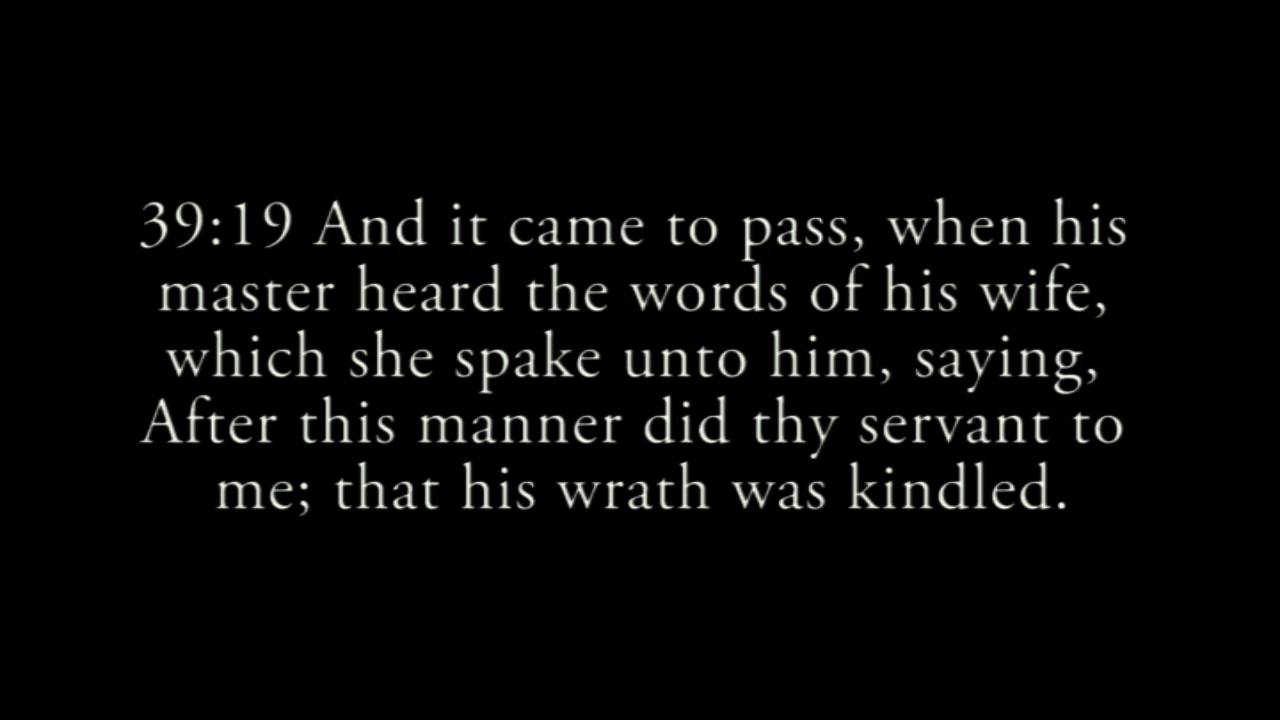 39:19 And it came to pass, when his
master heard the words of his wife,
which she spake unto him, saying,
After this manner did thy servant to
me; that his wrath was kindled.